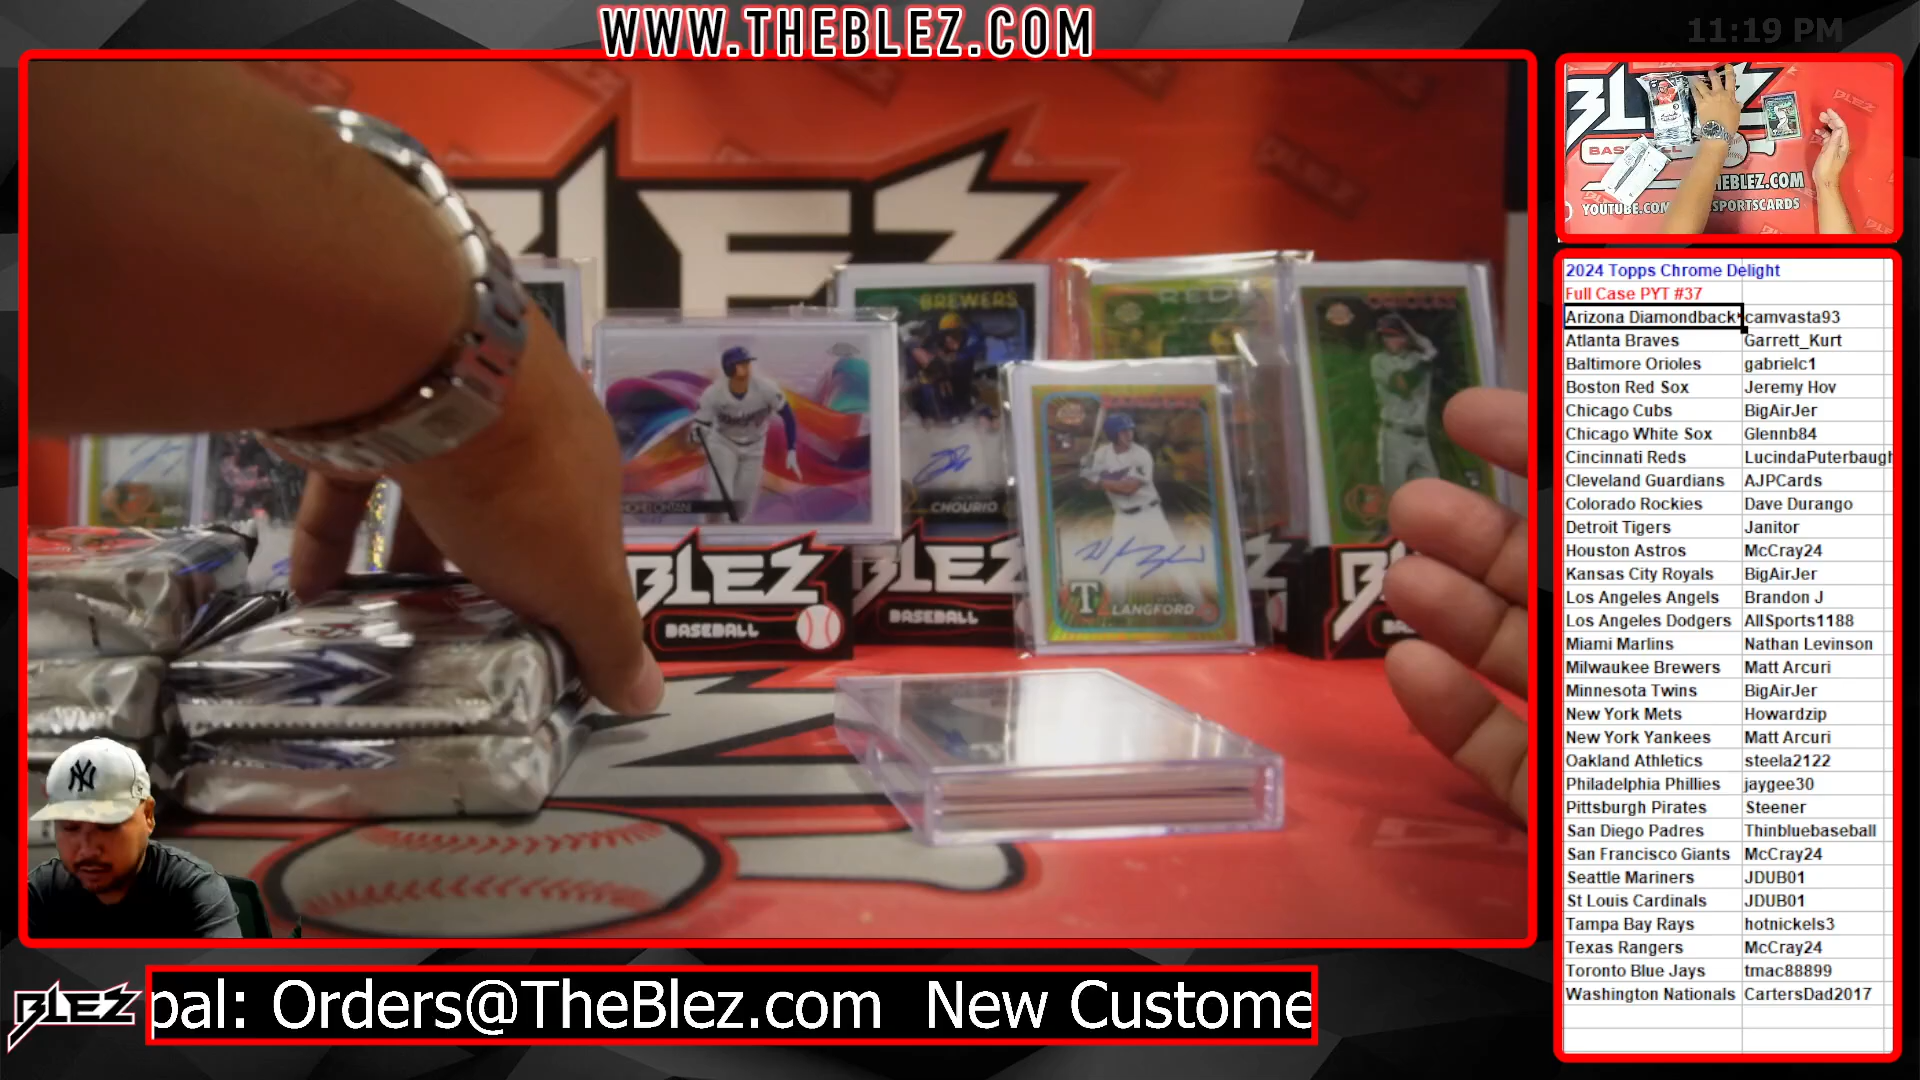 WWW.THEBLEZ.COM
11:19 PM
BLEZ
BREWERS
REDS
CHOURIO
LANGFORD
T
BLEZ
BASEBALL
BLEZ
BASEBALL
THEBLEZ.COM
YOUTUBE.COM
SPORTSCARDS
2024 Topps Chrome Delight
Full Case PYT #37
Arizona Diamondback camvasta93
Atlanta Braves Garrett_Kurt
Baltimore Orioles gabrielc1
Boston Red Sox Jeremy Hov
Chicago Cubs BigAirJer
Chicago White Sox Glennb84
Cincinnati Reds LucindaPuterbaugh
Cleveland Guardians AJPCards
Colorado Rockies Dave Durango
Detroit Tigers Janitor
Houston Astros McCray24
Kansas City Royals BigAirJer
Los Angeles Angels Brandon J
Los Angeles Dodgers AllSports1188
Miami Marlins Nathan Levinson
Milwaukee Brewers Matt Arcuri
Minnesota Twins BigAirJer
New York Mets Howardzip
New York Yankees Matt Arcuri
Oakland Athletics steela2122
Philadelphia Phillies jaygee30
Pittsburgh Pirates Steener
San Diego Padres Thinbluebaseball
San Francisco Giants McCray24
Seattle Mariners JDUB01
St Louis Cardinals JDUB01
Tampa Bay Rays hotnickels3
Texas Rangers McCray24
Toronto Blue Jays tmac88899
Washington Nationals CartersDad2017
NY
BLEZ
pal: Orders@TheBlez.com New Custome